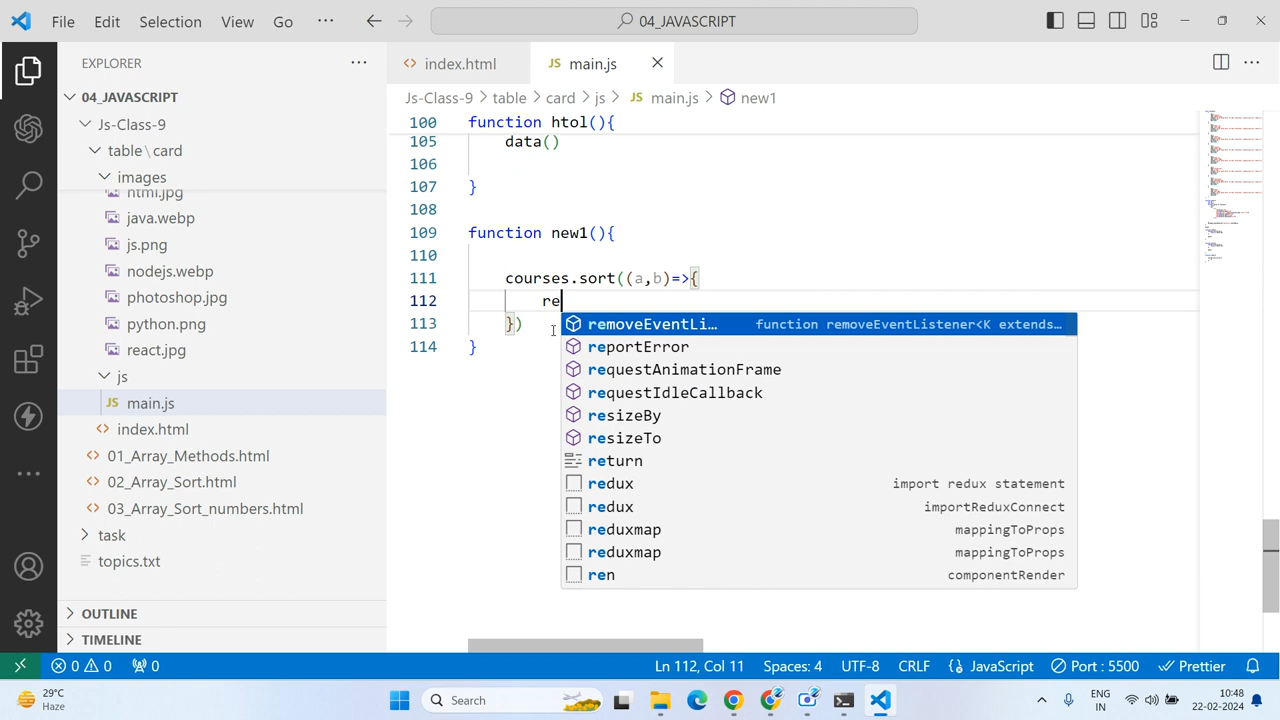 File Edit Selection View Go ··· 04_JAVASCRIPT
EXPLORER ···
04_JAVASCRIPT
Js-Class-9
table\card
images
html.jpg
java.webp
js.png
nodejs.webp
photoshop.jpg
python.png
react.jpg
js
JS main.js
<> index.html
<> 01_Array_Methods.html
<> 02_Array_Sort.html
<> 03_Array_Sort_numbers.html
task
topics.txt
OUTLINE
TIMELINE
<> index.html JS main.js
Js-Class-9 > table > card > js > JS main.js > new1
100 function htol(){
105 data()
106
107 }
108
109 function new1(){
110
111 courses.sort((a,b)=>{
112 re
113 })
114 }
removeEventLi… function removeEventListener<K extends…
reportError
requestAnimationFrame
requestIdleCallback
resizeBy
resizeTo
return
redux import redux statement
redux importReduxConnect
reduxmap mappingToProps
reduxmap mappingToProps
ren componentRender
0 0 0 Ln 112, Col 11 Spaces: 4 UTF-8 CRLF {} JavaScript Port : 5500 Prettier
29°C
Haze
Search
ENG
IN
10:48
22-02-2024